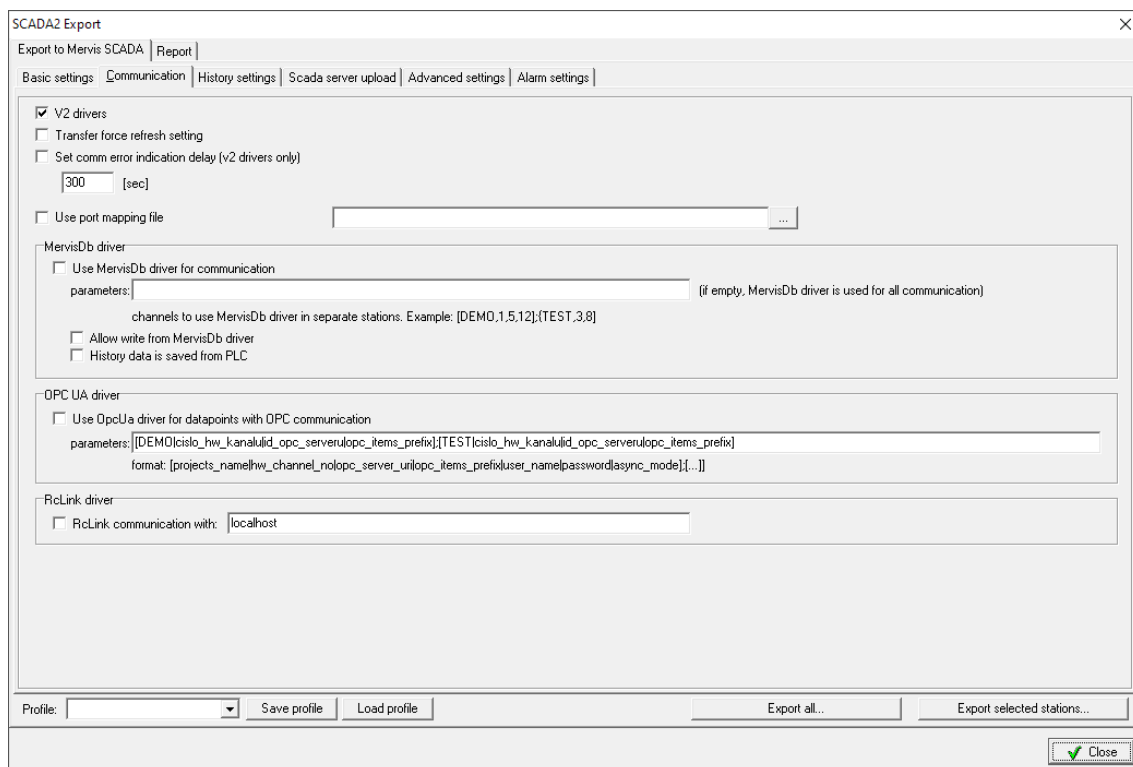 SCADA2 Export
Export to Mervis SCADA Report
Basic settings Communication History settings Scada server upload Advanced settings Alarm settings
V2 drivers
Transfer force refresh setting
Set comm error indication delay (v2 drivers only)
300 [sec]
Use port mapping file ...
MervisDb driver
Use MervisDb driver for communication
parameters: (if empty, MervisDb driver is used for all communication)
channels to use MervisDb driver in separate stations. Example: [DEMO,1,5,12];{TEST,3,8]
Allow write from MervisDb driver
History data is saved from PLC
OPC UA driver
Use OpcUa driver for datapoints with OPC communication
parameters: [DEMO|cislo_hw_kanalu|id_opc_serveru|opc_items_prefix];[TEST|cislo_hw_kanalu|id_opc_serveru|opc_items_prefix]
format: [projects_name|hw_channel_no|opc_server_uri|opc_items_prefix|user_name|password|async_mode];[...]]
RcLink driver
RcLink communication with: localhost
Profile: Save profile Load profile Export all... Export selected stations...
Close